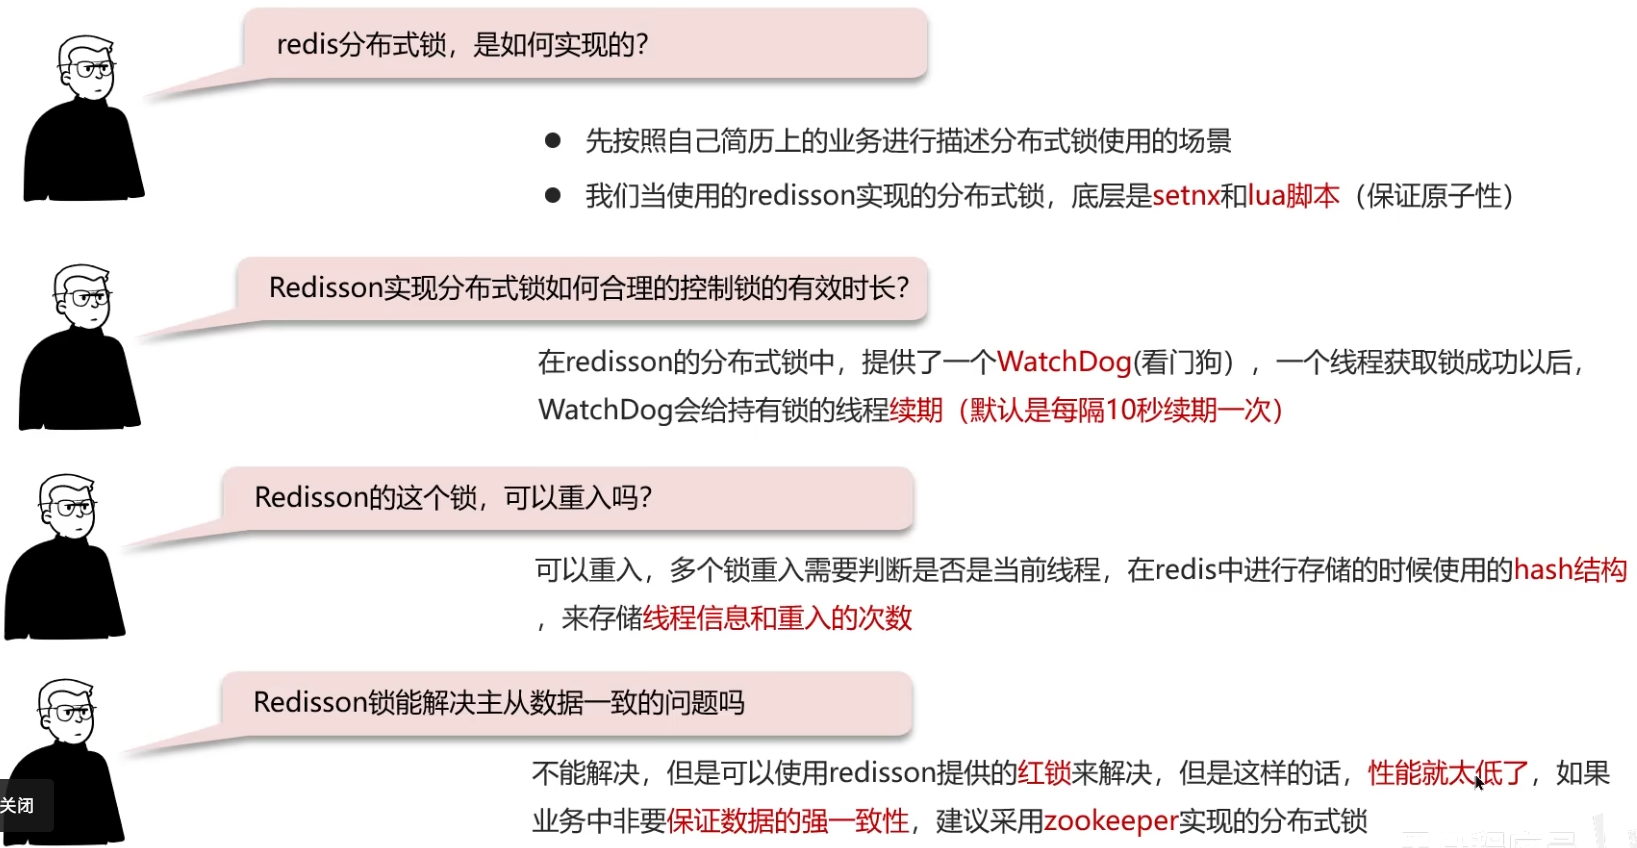 redis分布式锁，是如何实现的？
● 先按照自己简历上的业务进行描述分布式锁使用的场景
● 我们当使用的redisson实现的分布式锁，底层是setnx和lua脚本（保证原子性）
Redisson实现分布式锁如何合理的控制锁的有效时长？
在redisson的分布式锁中，提供了一个WatchDog(看门狗），一个线程获取锁成功以后，
WatchDog会给持有锁的线程续期（默认是每隔10秒续期一次）
Redisson的这个锁，可以重入吗？
可以重入，多个锁重入需要判断是否是当前线程，在redis中进行存储的时候使用的hash结构
，来存储线程信息和重入的次数
Redisson锁能解决主从数据一致的问题吗
不能解决，但是可以使用redisson提供的红锁来解决，但是这样的话，性能就太低了，如果
业务中非要保证数据的强一致性，建议采用zookeeper实现的分布式锁
关闭